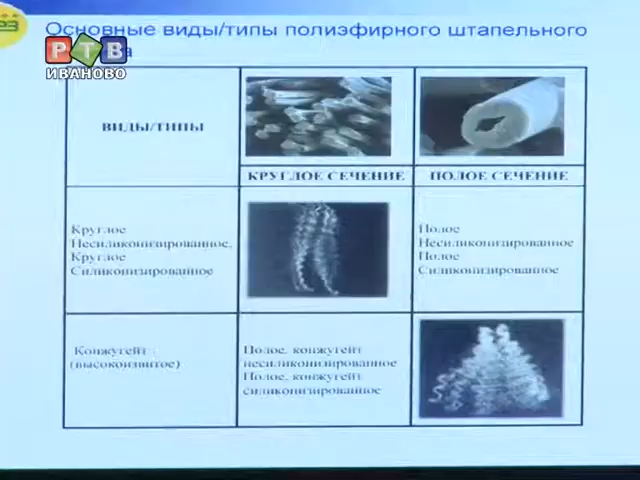 Основные виды/типы полиэфирного штапельного
РТВ
ИВАНОВО
ВИДЫ/ТИПЫ
КРУГЛОЕ СЕЧЕНИЕ
ПОЛОЕ СЕЧЕНИЕ
Круглое
Несиликонизированное,
Круглое
Силиконизированное
Полое
Несиликонизированное
Полое
Силиконизированное
Конжугейт :
(высокоизвитое)
Полое, конжугейт
несиликонизированное
Полое, конжугейт
силиконизированное